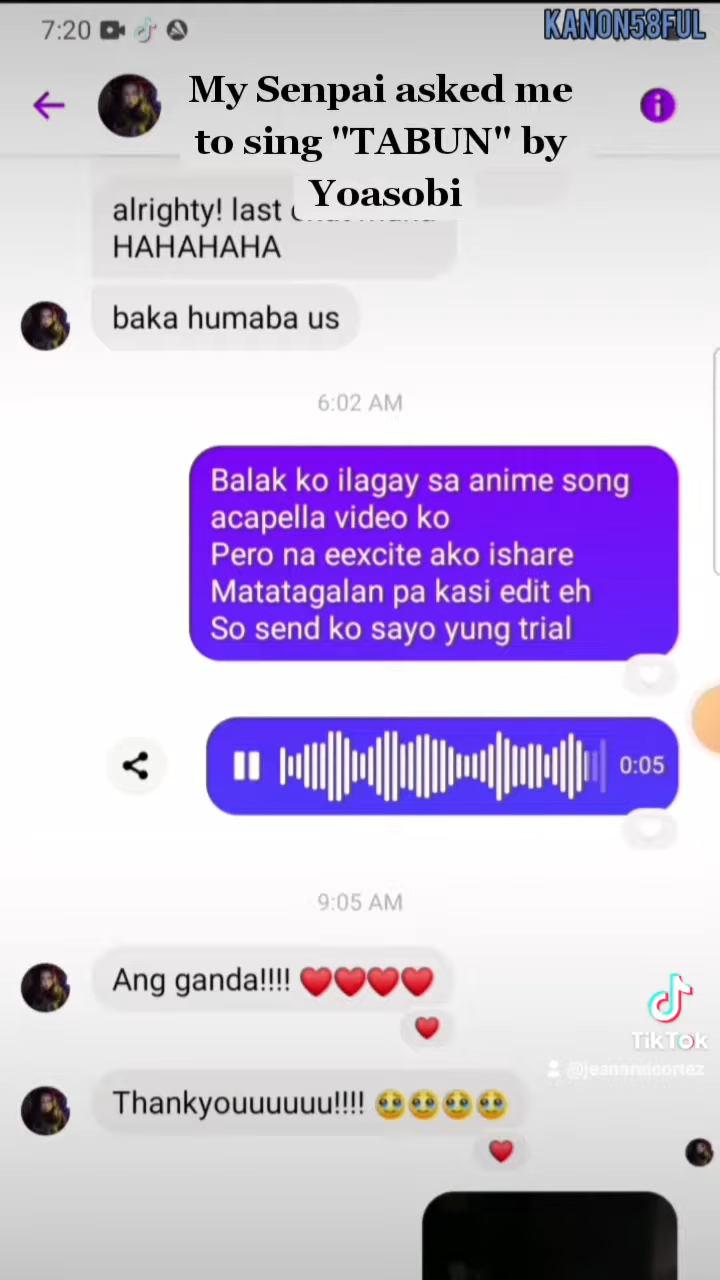 7:20
KANON58FUL
My Senpai asked me
to sing "TABUN" by
Yoasobi
alrighty! last
HAHAHAHA
baka humaba us
6:02 AM
Balak ko ilagay sa anime song
acapella video ko
Pero na eexcite ako ishare
Matatagalan pa kasi edit eh
So send ko sayo yung trial
0:05
9:05 AM
Ang ganda!!!! ❤️❤️❤️❤️
Thankyouuuuuu!!!! 🥹🥹🥹🥹
TikTok